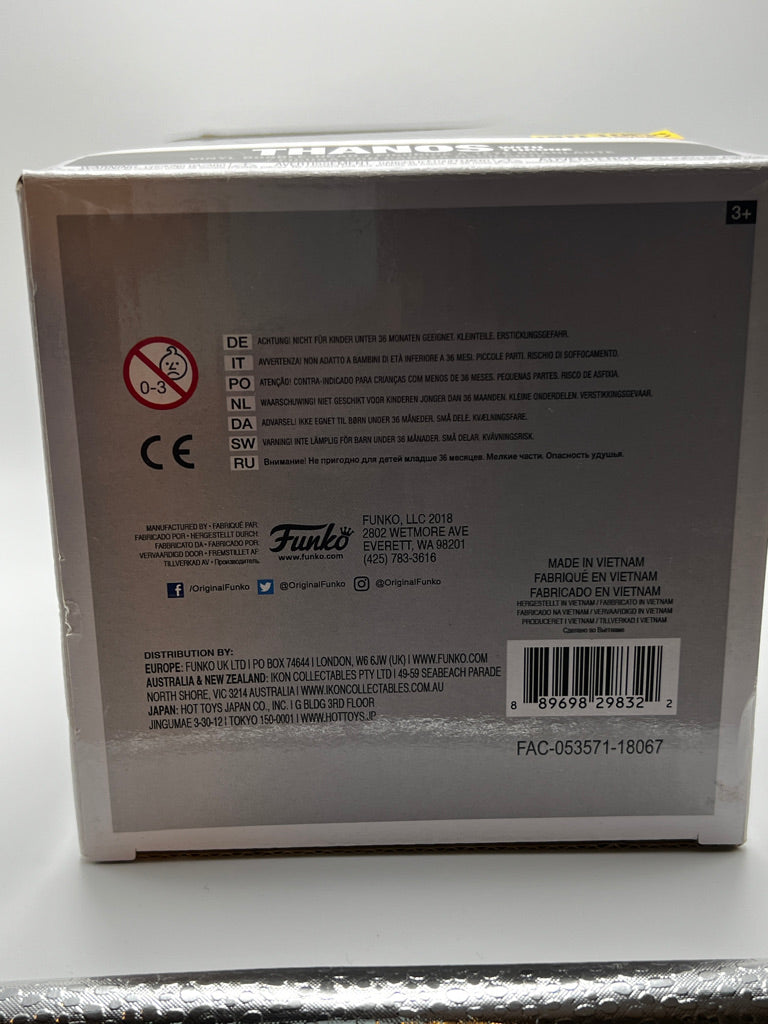 THANOS WITH THRONE
3+
0-3
DE ACHTUNG! NICHT FÜR KINDER UNTER 36 MONATEN GEEIGNET. KLEINTEILE. ERSTICKUNGSGEFAHR.
IT AVVERTENZA! NON ADATTO A BAMBINI DI ETÀ INFERIORE A 36 MESI. PICCOLE PARTI. RISCHIO DI SOFFOCAMENTO.
PO ATENÇÃO! CONTRA-INDICADO PARA CRIANÇAS COM MENOS DE 36 MESES. PEQUENAS PARTES. RISCO DE ASFIXIA.
NL WAARSCHUWING! NIET GESCHIKT VOOR KINDEREN JONGER DAN 36 MAANDEN. KLEINE ONDERDELEN. VERSTIKKINGSGEVAAR.
DA ADVARSEL! IKKE EGNET TIL BØRN UNDER 36 MÅNEDER. SMÅ DELE. KVÆLNINGSFARE.
SW VARNING! INTE LÄMPLIG FÖR BARN UNDER 36 MÅNADER. SMÅ DELAR. KVÄVNINGSRISK.
RU Внимание! Не пригодно для детей младше 36 месяцев. Мелкие части. Опасность удушья.
CE
MANUFACTURED BY • FABRIQUÉ PAR
FABRICADO POR • HERGESTELLT DURCH:
FABBRICATO DA • FABRICADO POR:
VERVAARDIGD DOOR • FREMSTILLET AF:
TILLVERKAD AV • Производитель:
Funko
www.funko.com
FUNKO, LLC 2018
2802 WETMORE AVE
EVERETT, WA 98201
(425) 783-3616
/OriginalFunko @OriginalFunko @OriginalFunko
MADE IN VIETNAM
FABRIQUÉ EN VIETNAM
FABRICADO EN VIETNAM
HERGESTELLT IN VIETNAM / FABBRICATO IN VIETNAM
FABRICADO NA VIETNAM / VERVAARDIGD IN VIETNAM
PRODUCERET I VIETNAM / TILLVERKAD I VIETNAM
Сделано во Вьетнаме
DISTRIBUTION BY:
EUROPE: FUNKO UK LTD | PO BOX 74644 | LONDON, W6 6JW (UK) | WWW.FUNKO.COM
AUSTRALIA & NEW ZEALAND: IKON COLLECTABLES PTY LTD | 49-59 SEABEACH PARADE
NORTH SHORE, VIC 3214 AUSTRALIA | WWW.IKONCOLLECTABLES.COM.AU
JAPAN: HOT TOYS JAPAN CO., INC. | G BLDG 3RD FLOOR
JINGUMAE 3-30-12 | TOKYO 150-0001 | WWW.HOTTOYS.JP
8 89698 29832 2
FAC-053571-18067